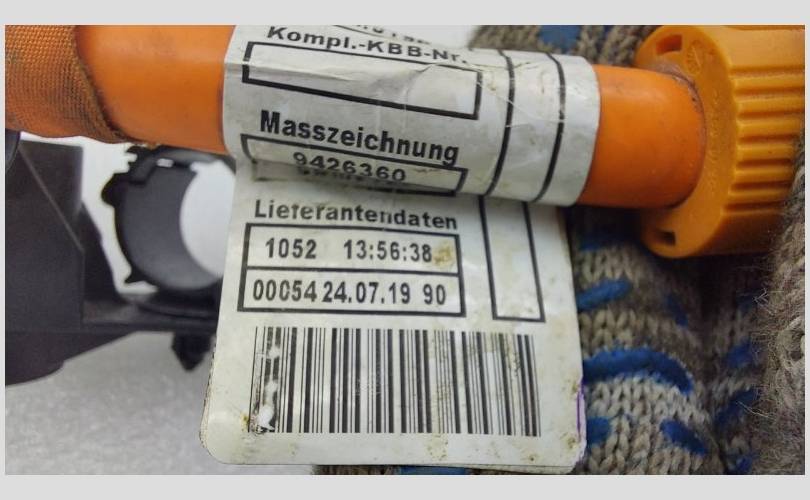 Kompl.-KBB-Nr.
Masszeichnung
9426360
Lieferantendaten
1052 13:56:38
00054 24.07.19 90